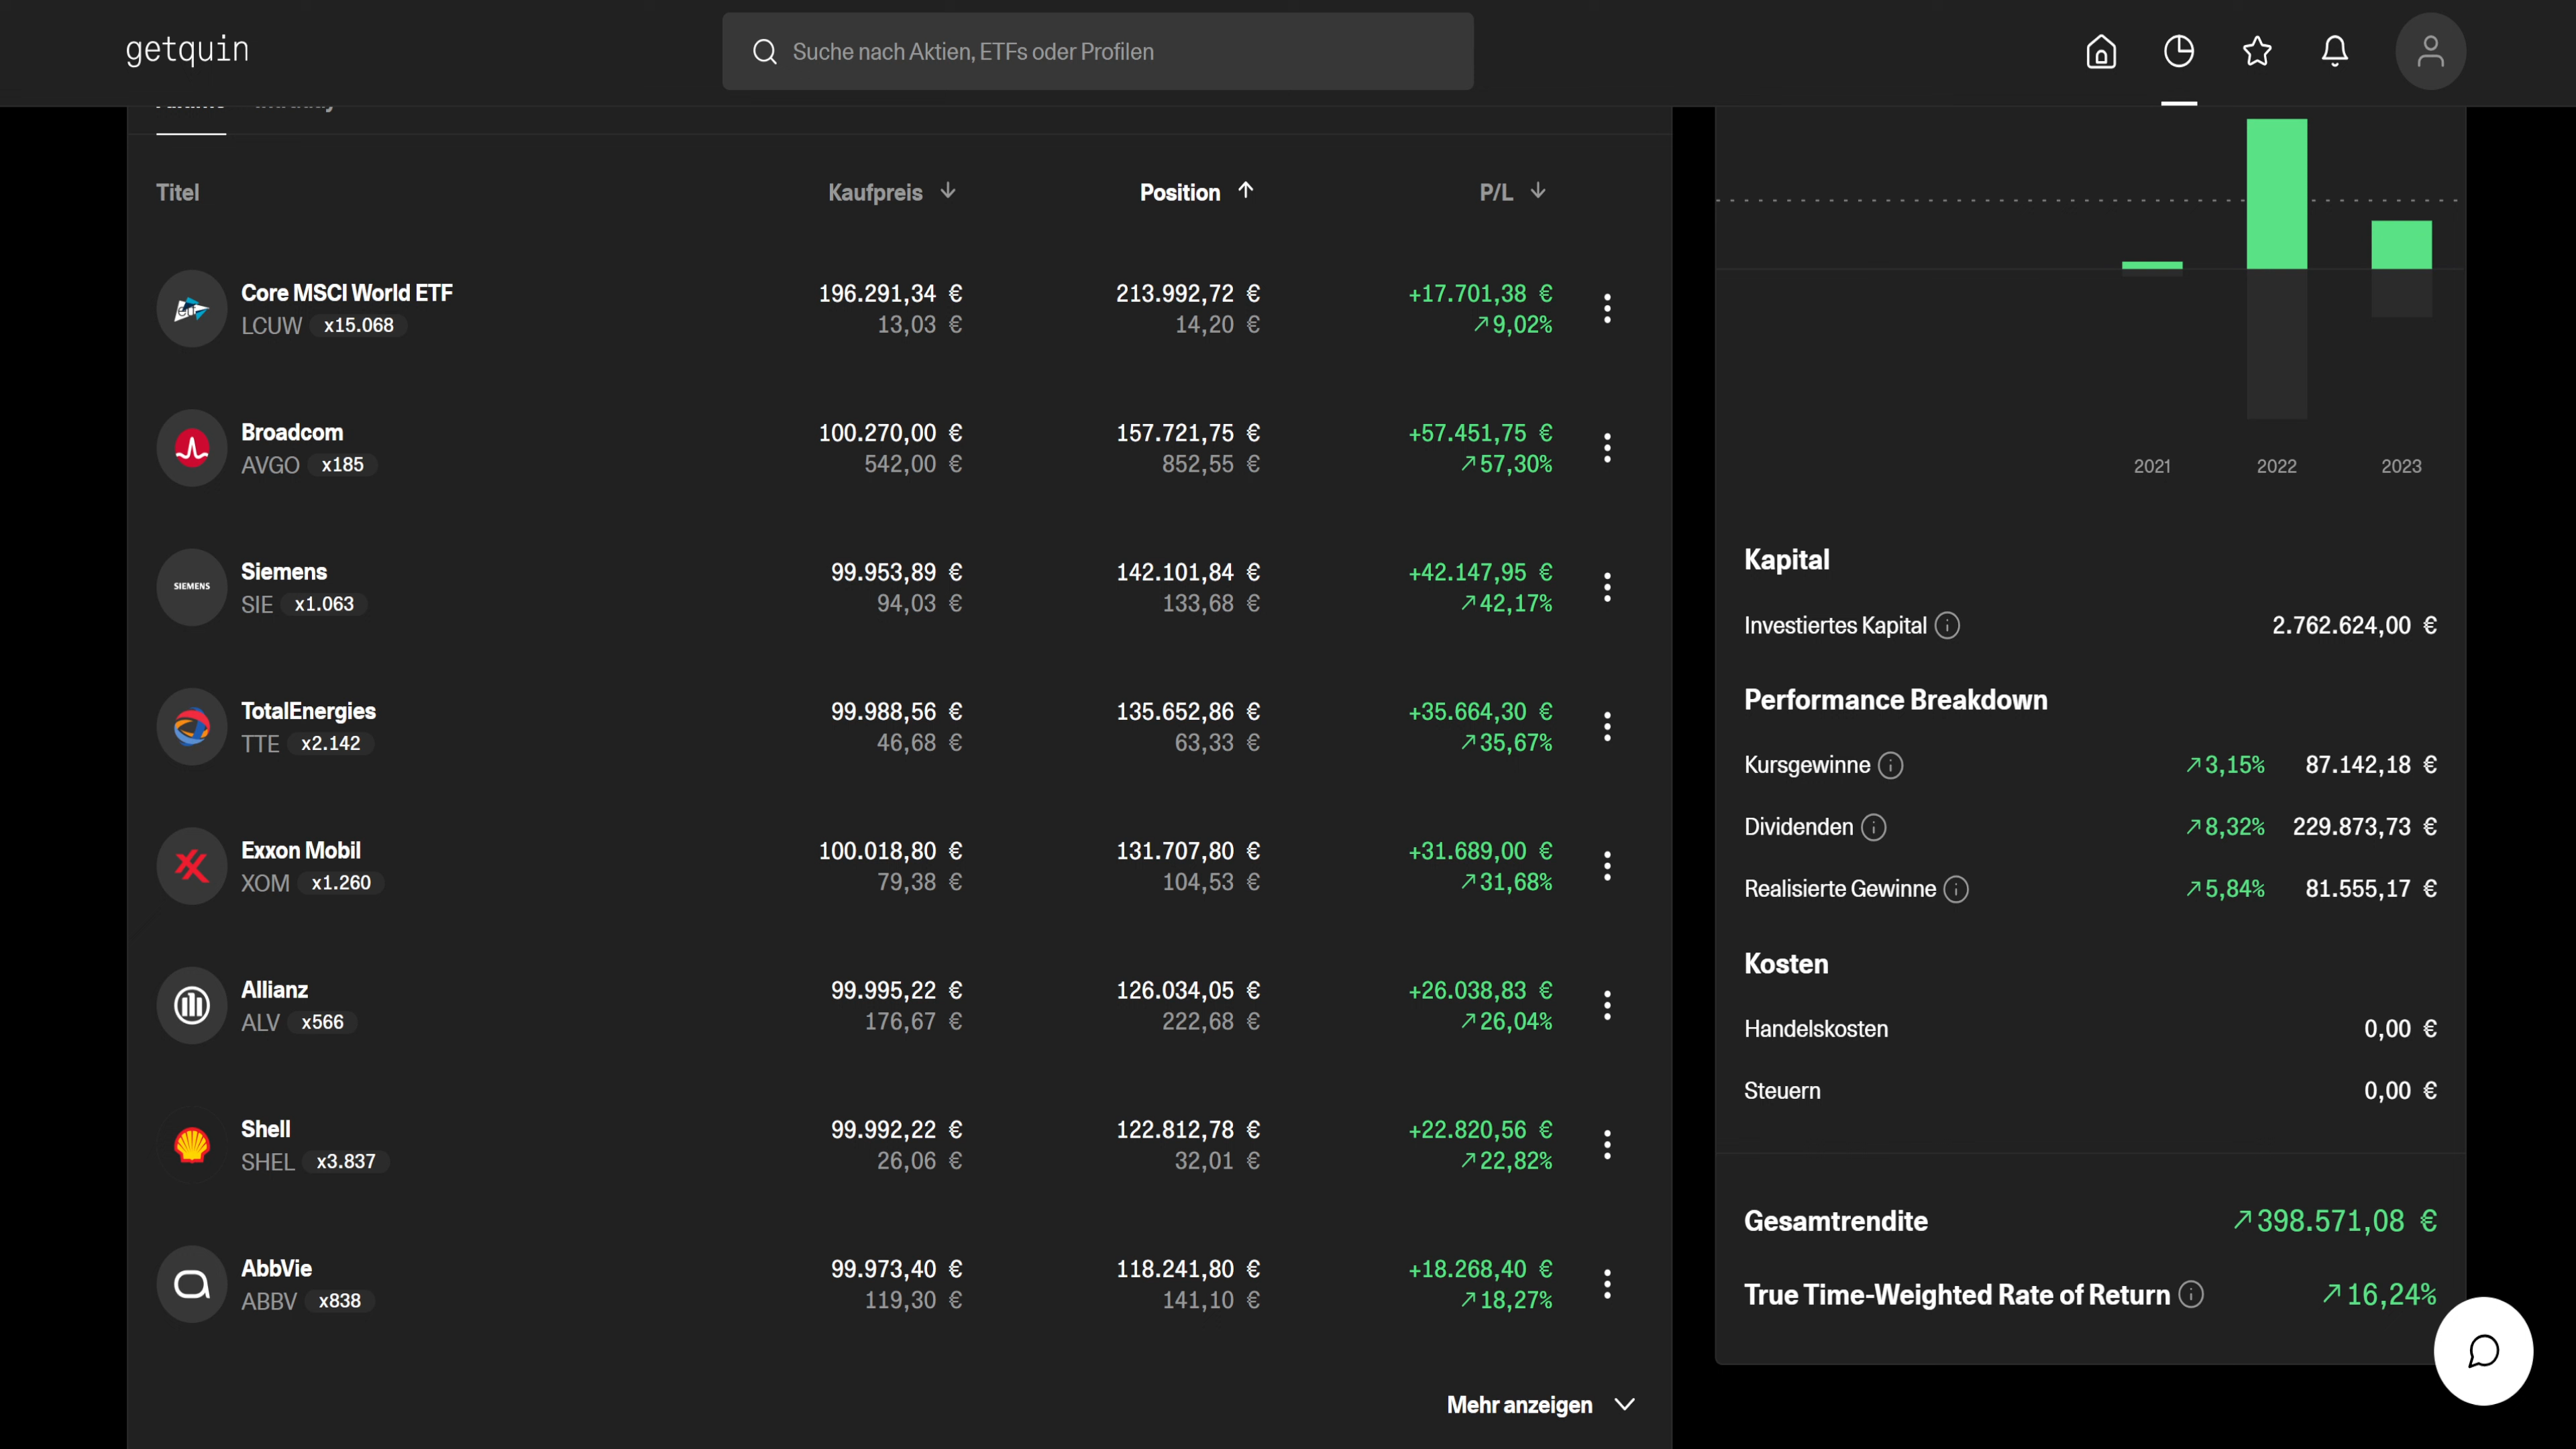 getquin
Suche nach Aktien, ETFs oder Profilen
Titel Kaufpreis Position P/L
Core MSCI World ETF 196.291,34 € 213.992,72 € +17.701,38 €
LCUW x15.068 13,03 € 14,20 € 9,02%
Broadcom 100.270,00 € 157.721,75 € +57.451,75 €
AVGO x185 542,00 € 852,55 € 57,30%
SIEMENS
Siemens 99.953,89 € 142.101,84 € +42.147,95 €
SIE x1.063 94,03 € 133,68 € 42,17%
TotalEnergies 99.988,56 € 135.652,86 € +35.664,30 €
TTE x2.142 46,68 € 63,33 € 35,67%
Exxon Mobil 100.018,80 € 131.707,80 € +31.689,00 €
XOM x1.260 79,38 € 104,53 € 31,68%
Allianz 99.995,22 € 126.034,05 € +26.038,83 €
ALV x566 176,67 € 222,68 € 26,04%
Shell 99.992,22 € 122.812,78 € +22.820,56 €
SHEL x3.837 26,06 € 32,01 € 22,82%
AbbVie 99.973,40 € 118.241,80 € +18.268,40 €
ABBV x838 119,30 € 141,10 € 18,27%
Mehr anzeigen
2021 2022 2023
Kapital
Investiertes Kapital 2.762.624,00 €
Performance Breakdown
Kursgewinne 3,15% 87.142,18 €
Dividenden 8,32% 229.873,73 €
Realisierte Gewinne 5,84% 81.555,17 €
Kosten
Handelskosten 0,00 €
Steuern 0,00 €
Gesamtrendite 398.571,08 €
True Time-Weighted Rate of Return 16,24%